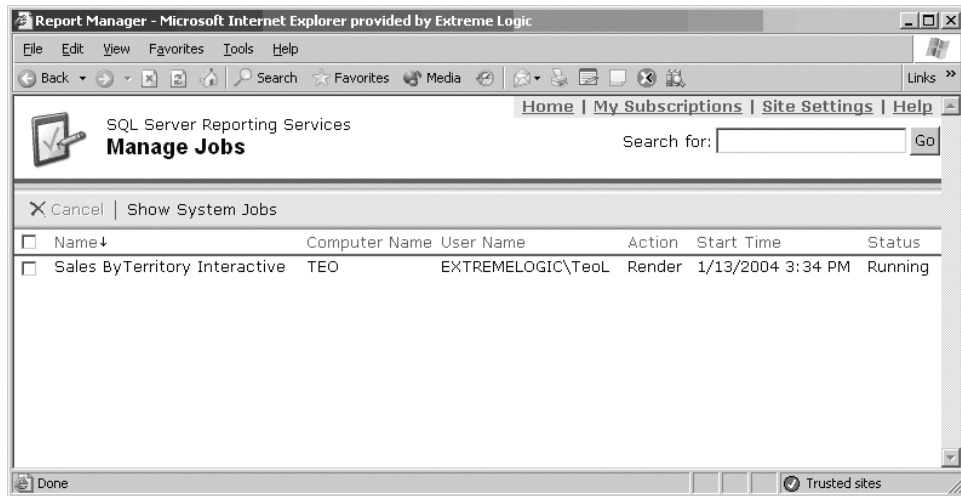 Report Manager - Microsoft Internet Explorer provided by Extreme Logic
File Edit View Favorites Tools Help
Back Search Favorites Media Links »
Home | My Subscriptions | Site Settings | Help
SQL Server Reporting Services
Manage Jobs
Search for: Go
Cancel | Show System Jobs
Name↓ Computer Name User Name Action Start Time Status
Sales ByTerritory Interactive TEO EXTREMELOGIC\TeoL Render 1/13/2004 3:34 PM Running
Done Trusted sites